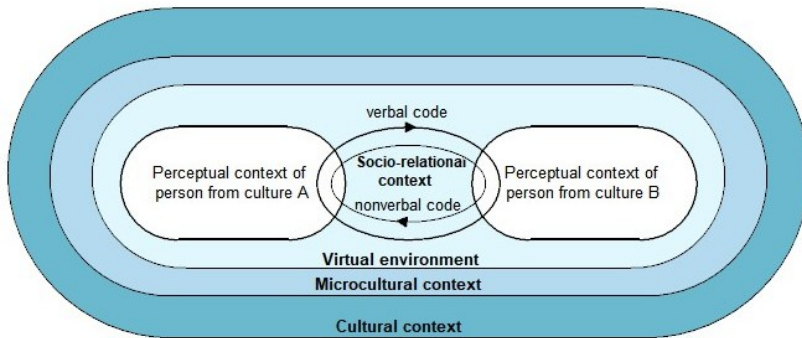 verbal code
Perceptual context of
person from culture A
Socio-relational
context
Perceptual context of
person from culture B
nonverbal code
Virtual environment
Microcultural context
Cultural context